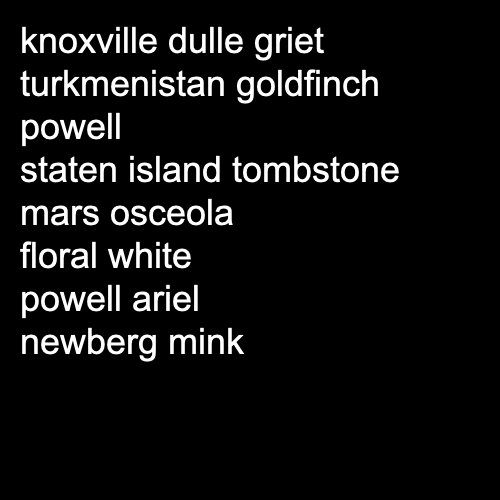 knoxville dulle griet
turkmenistan goldfinch
powell
staten island tombstone
mars osceola
floral white
powell ariel
newberg mink